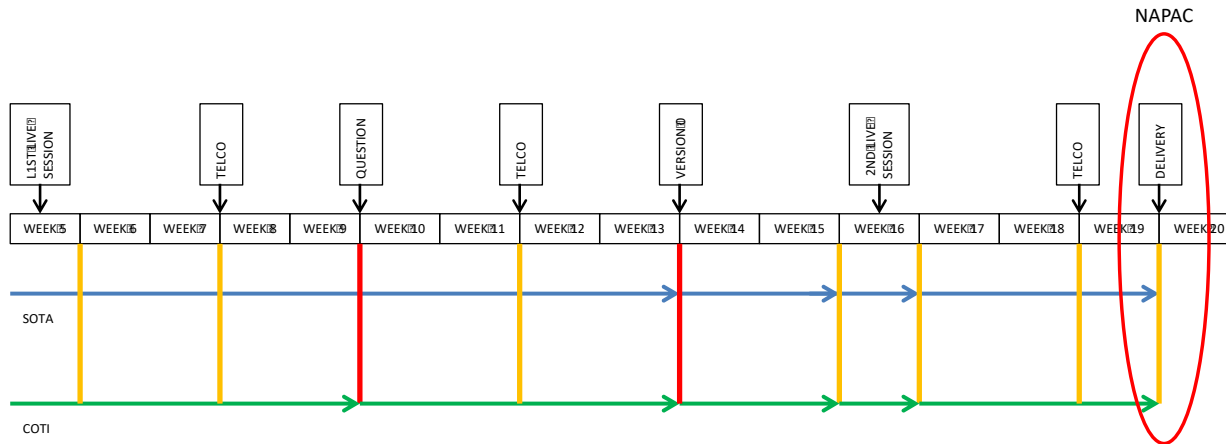 NAPAC
L1ST LIVE
SESSION
TELCO
QUESTION
TELCO
VERSION 0
2ND LIVE
SESSION
TELCO
DELIVERY
WEEK 5
WEEK 6
WEEK 7
WEEK 8
WEEK 9
WEEK 10
WEEK 11
WEEK 12
WEEK 13
WEEK 14
WEEK 15
WEEK 16
WEEK 17
WEEK 18
WEEK 19
WEEK 20
SOTA
COTI